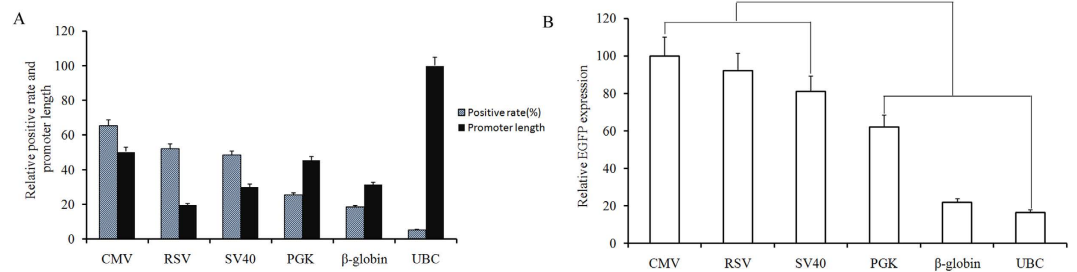 A
Relative positive rate and
promoter length
120
100
80
60
40
20
0
CMV RSV SV40 PGK β-globin UBC
Positive rate(%)
Promoter length
B
Relative EGFP expression
120
100
80
60
40
20
0
CMV RSV SV40 PGK β-globin UBC